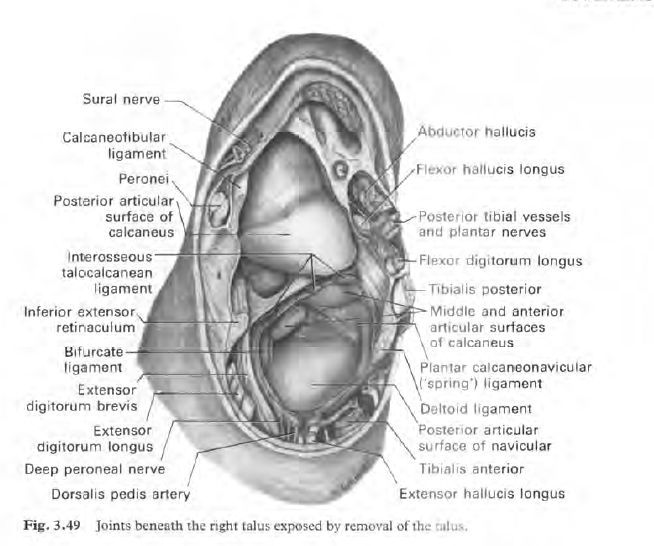 Sural nerve
Calcaneofibular
ligament
Peronei
Posterior articular
surface of
calcaneus
Interosseous
talocalcanean
ligament
Inferior extensor
retinaculum
Bifurcate
ligament
Extensor
digitorum brevis
Extensor
digitorum longus
Deep peroneal nerve
Dorsalis pedis artery
Abductor hallucis
Flexor hallucis longus
Posterior tibial vessels
and plantar nerves
Flexor digitorum longus
Tibialis posterior
Middle and anterior
articular surfaces
of calcaneus
Plantar calcaneonavicular
('spring') ligament
Deltoid ligament
Posterior articular
surface of navicular
Tibialis anterior
Extensor hallucis longus
Fig. 3.49 Joints beneath the right talus exposed by removal of the talus.